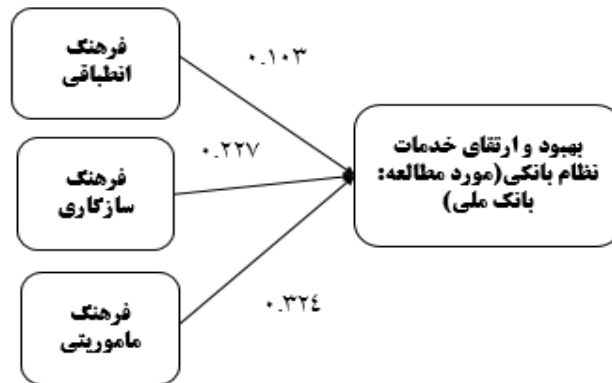 فرهنگ
انطباقی
۰.۱۰۳
فرهنگ
سازگاری
۰.۲۲۷
فرهنگ
ماموریتی
۰.۳۲٤
بهبود و ارتقای خدمات
نظام بانکی(مورد مطالعه:
بانک ملی)